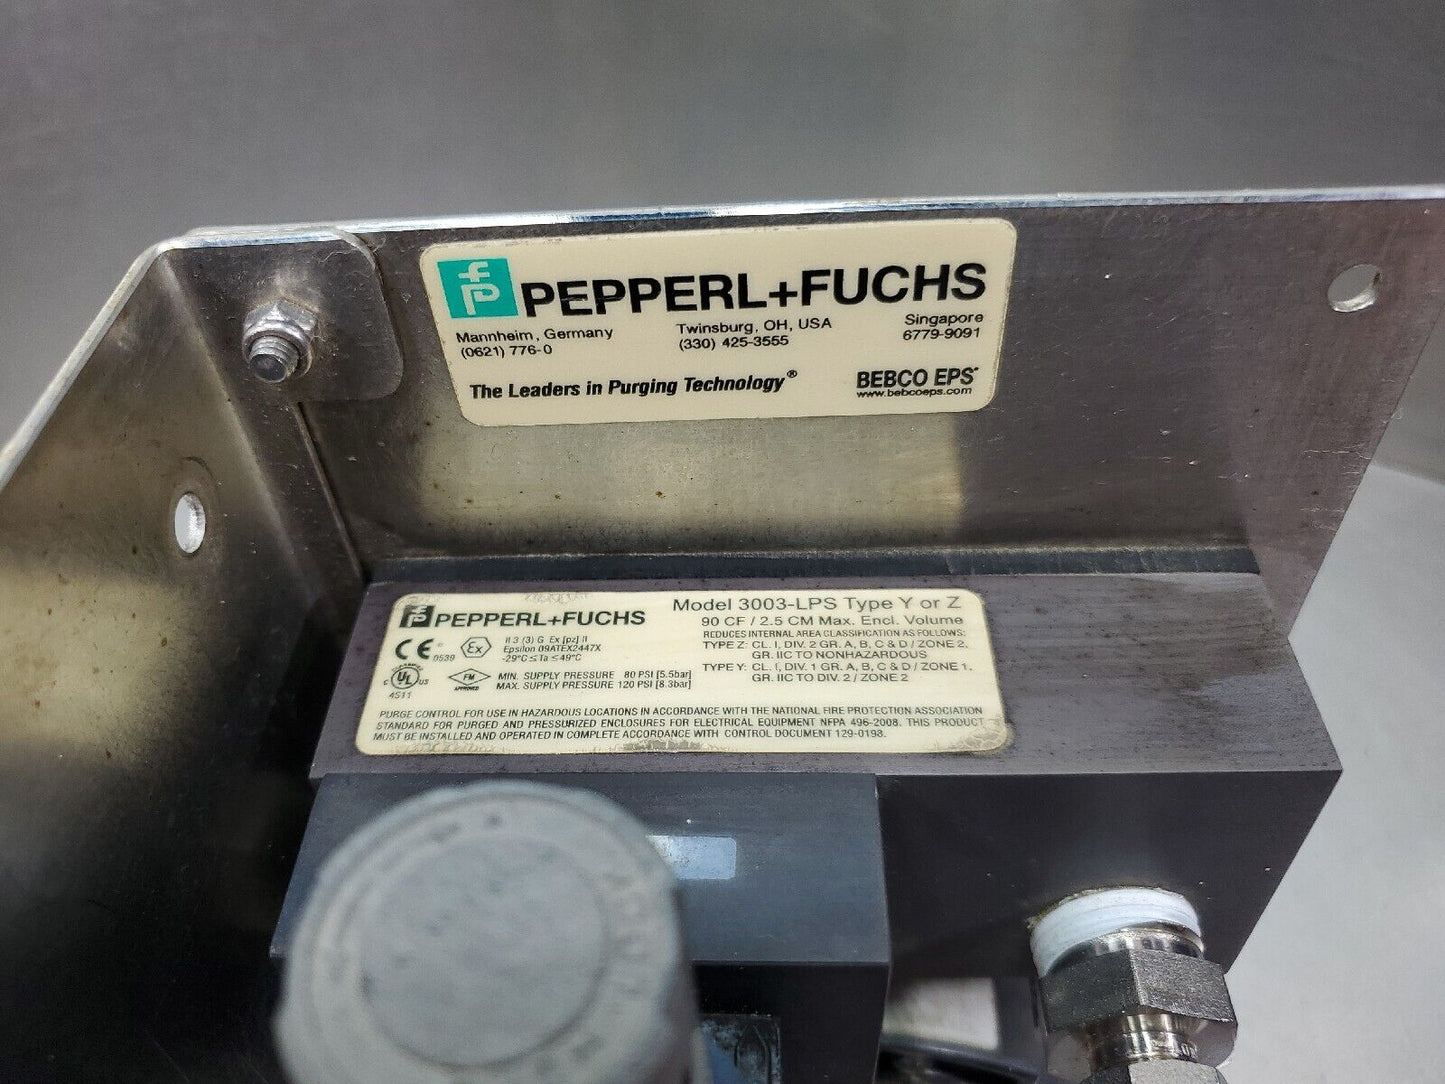 PEPPERL+FUCHS
Mannheim, Germany
(0621) 776-0
Twinsburg, OH, USA
(330) 425-3555
Singapore
6779-9091
The Leaders in Purging Technology®
BEBCO EPS
www.bebcoeps.com
PEPPERL+FUCHS
CE 0539
Ex
II 3 (3) G Ex [pz] II
Epsilon 09ATEX2447X
-29°C ≤ Ta ≤ 49°C
C UL US
4S11
FM
APPROVED
MIN. SUPPLY PRESSURE 80 PSI [5.5bar]
MAX. SUPPLY PRESSURE 120 PSI [8.3bar]
Model 3003-LPS Type Y or Z
90 CF / 2.5 CM Max. Encl. Volume
REDUCES INTERNAL AREA CLASSIFICATION AS FOLLOWS:
TYPE Z: CL. I, DIV. 2 GR. A, B, C & D / ZONE 2,
GR. IIC TO NONHAZARDOUS
TYPE Y: CL. I, DIV. 1 GR. A, B, C & D / ZONE 1,
GR. IIC TO DIV. 2 / ZONE 2
PURGE CONTROL FOR USE IN HAZARDOUS LOCATIONS IN ACCORDANCE WITH THE NATIONAL FIRE PROTECTION ASSOCIATION
STANDARD FOR PURGED AND PRESSURIZED ENCLOSURES FOR ELECTRICAL EQUIPMENT NFPA 496-2008. THIS PRODUCT
MUST BE INSTALLED AND OPERATED IN COMPLETE ACCORDANCE WITH CONTROL DOCUMENT 129-0198.